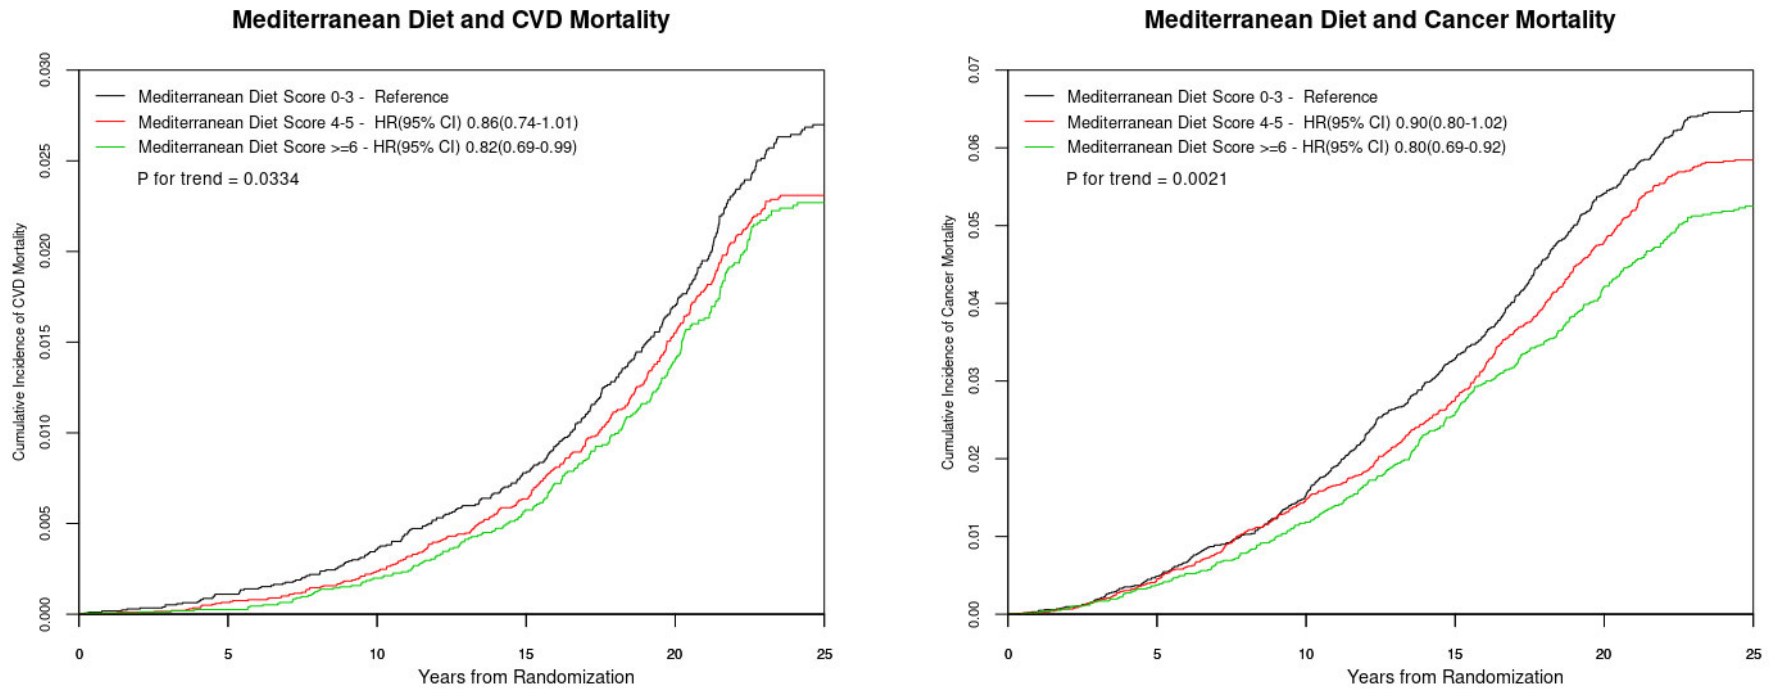 Mediterranean Diet and CVD Mortality
Cumulative Incidence of CVD Mortality
0.030
0.025
0.020
0.015
0.010
0.005
0.000
Mediterranean Diet Score 0-3 - Reference
Mediterranean Diet Score 4-5 - HR(95% CI) 0.86(0.74-1.01)
Mediterranean Diet Score >=6 - HR(95% CI) 0.82(0.69-0.99)
P for trend = 0.0334
0 5 10 15 20 25
Years from Randomization
Mediterranean Diet and Cancer Mortality
Cumulative Incidence of Cancer Mortality
0.07
0.06
0.05
0.04
0.03
0.02
0.01
0.00
Mediterranean Diet Score 0-3 - Reference
Mediterranean Diet Score 4-5 - HR(95% CI) 0.90(0.80-1.02)
Mediterranean Diet Score >=6 - HR(95% CI) 0.80(0.69-0.92)
P for trend = 0.0021
0 5 10 15 20 25
Years from Randomization